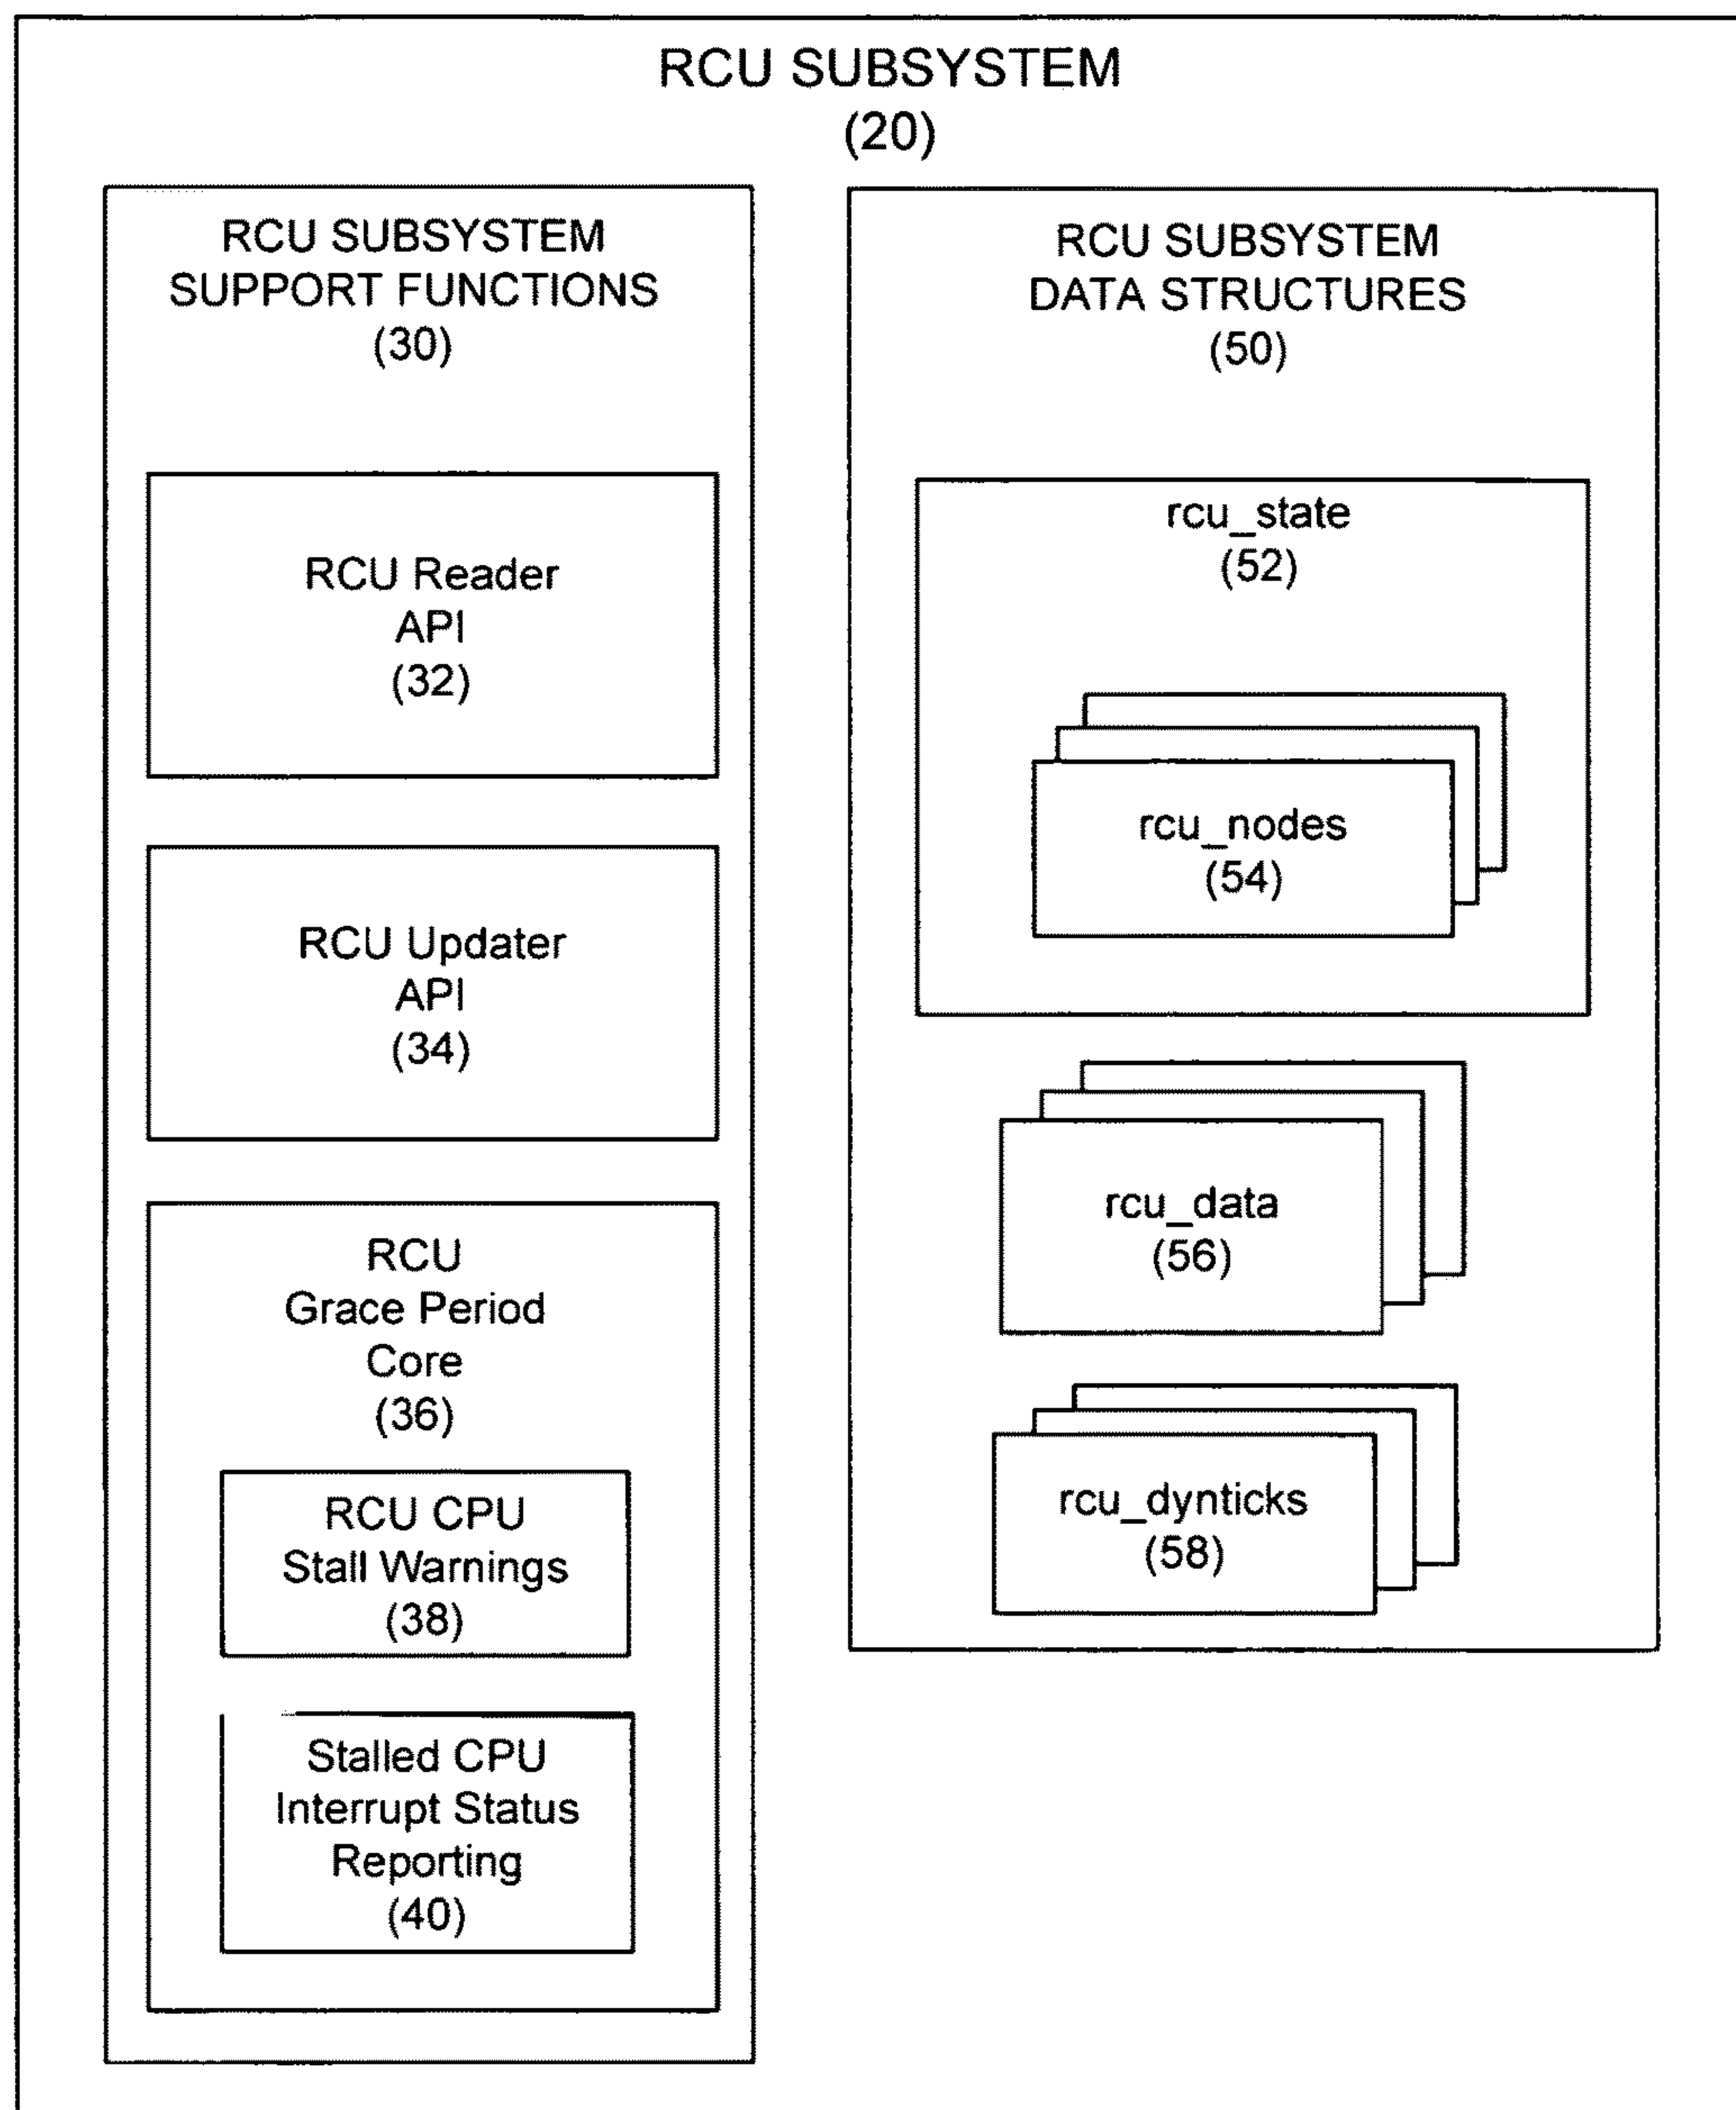 RCU SUBSYSTEM
(20)
RCU SUBSYSTEM
SUPPORT FUNCTIONS
(30)
RCU Reader
API
(32)
RCU Updater
API
(34)
RCU
Grace Period
Core
(36)
RCU CPU
Stall Warnings
(38)
Stalled CPU
Interrupt Status
Reporting
(40)
RCU SUBSYSTEM
DATA STRUCTURES
(50)
rcu_state
(52)
rcu_nodes
(54)
rcu_data
(56)
rcu_dynticks
(58)